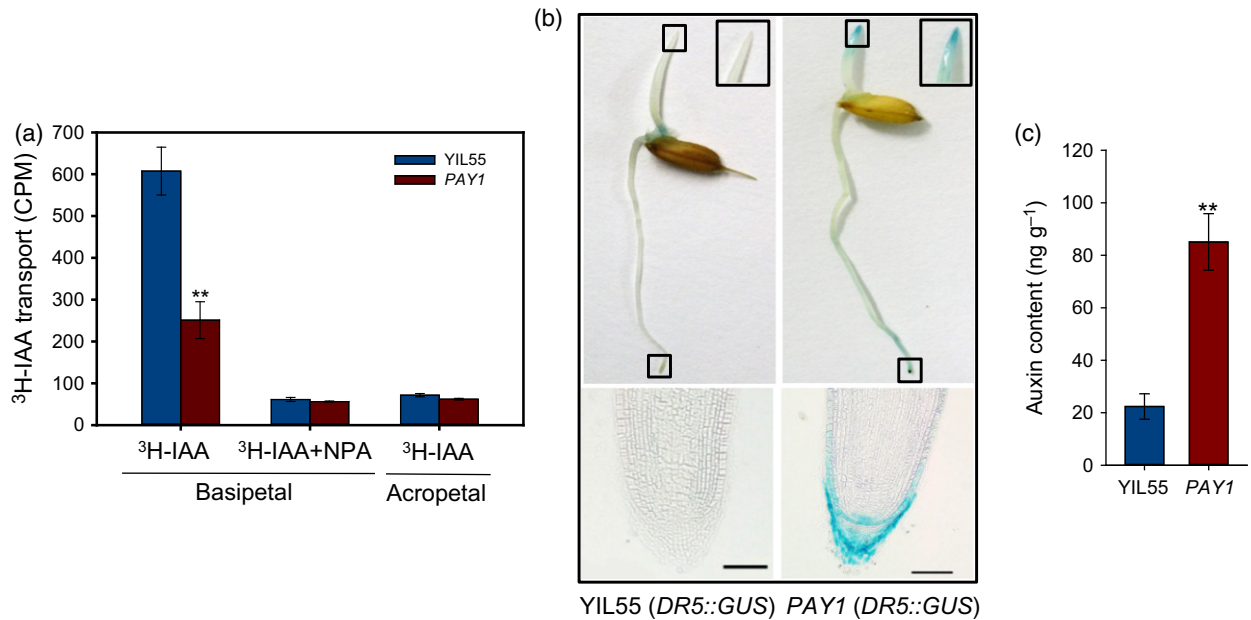 (a)
³H-IAA transport (CPM)
700
600
500
400
300
200
100
0
YIL55
PAY1
**
³H-IAA
³H-IAA+NPA
³H-IAA
Basipetal
Acropetal
(b)
YIL55 (DR5::GUS)
PAY1 (DR5::GUS)
(c)
Auxin content (ng g⁻¹)
120
100
80
60
40
20
0
**
YIL55
PAY1